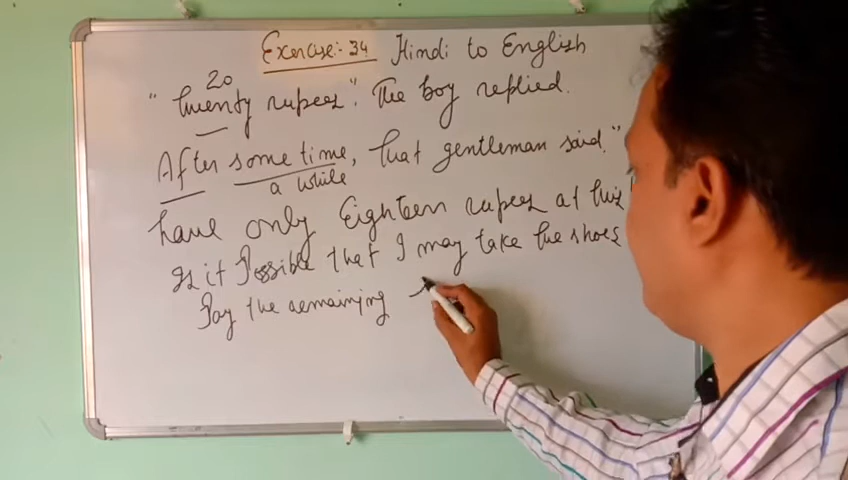 Exercise:- 34 Hindi to English
20
"Twenty rupees". The boy replied.
After some time, that gentleman said "
a while
have only Eighteen rupees at this
Is it Possible that I may take the shoes
Pay the remaining